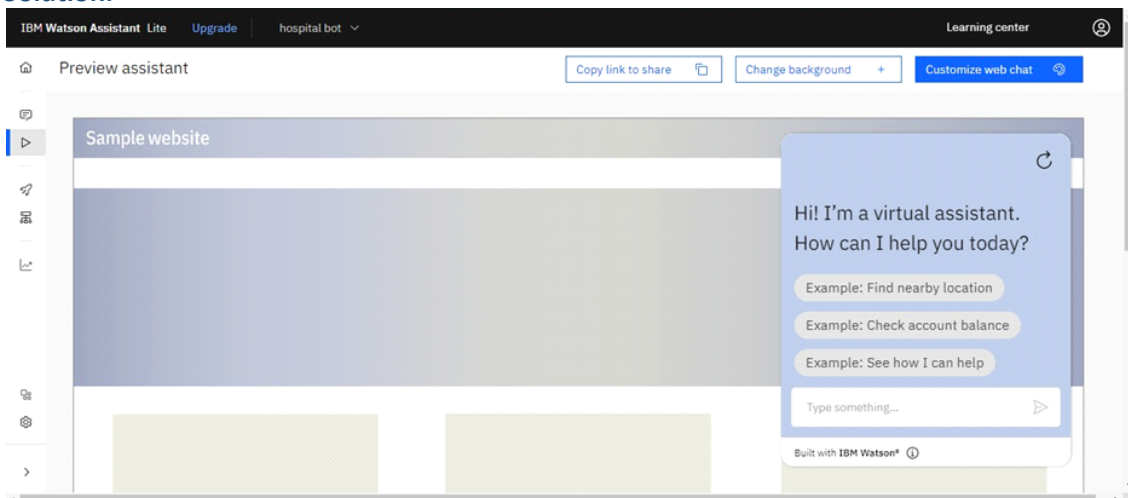 solution.
IBM Watson Assistant Lite Upgrade hospital bot Learning center
Preview assistant Copy link to share Change background + Customize web chat
Sample website
Hi! I'm a virtual assistant.
How can I help you today?
Example: Find nearby location
Example: Check account balance
Example: See how I can help
Type something...
Built with IBM Watson®